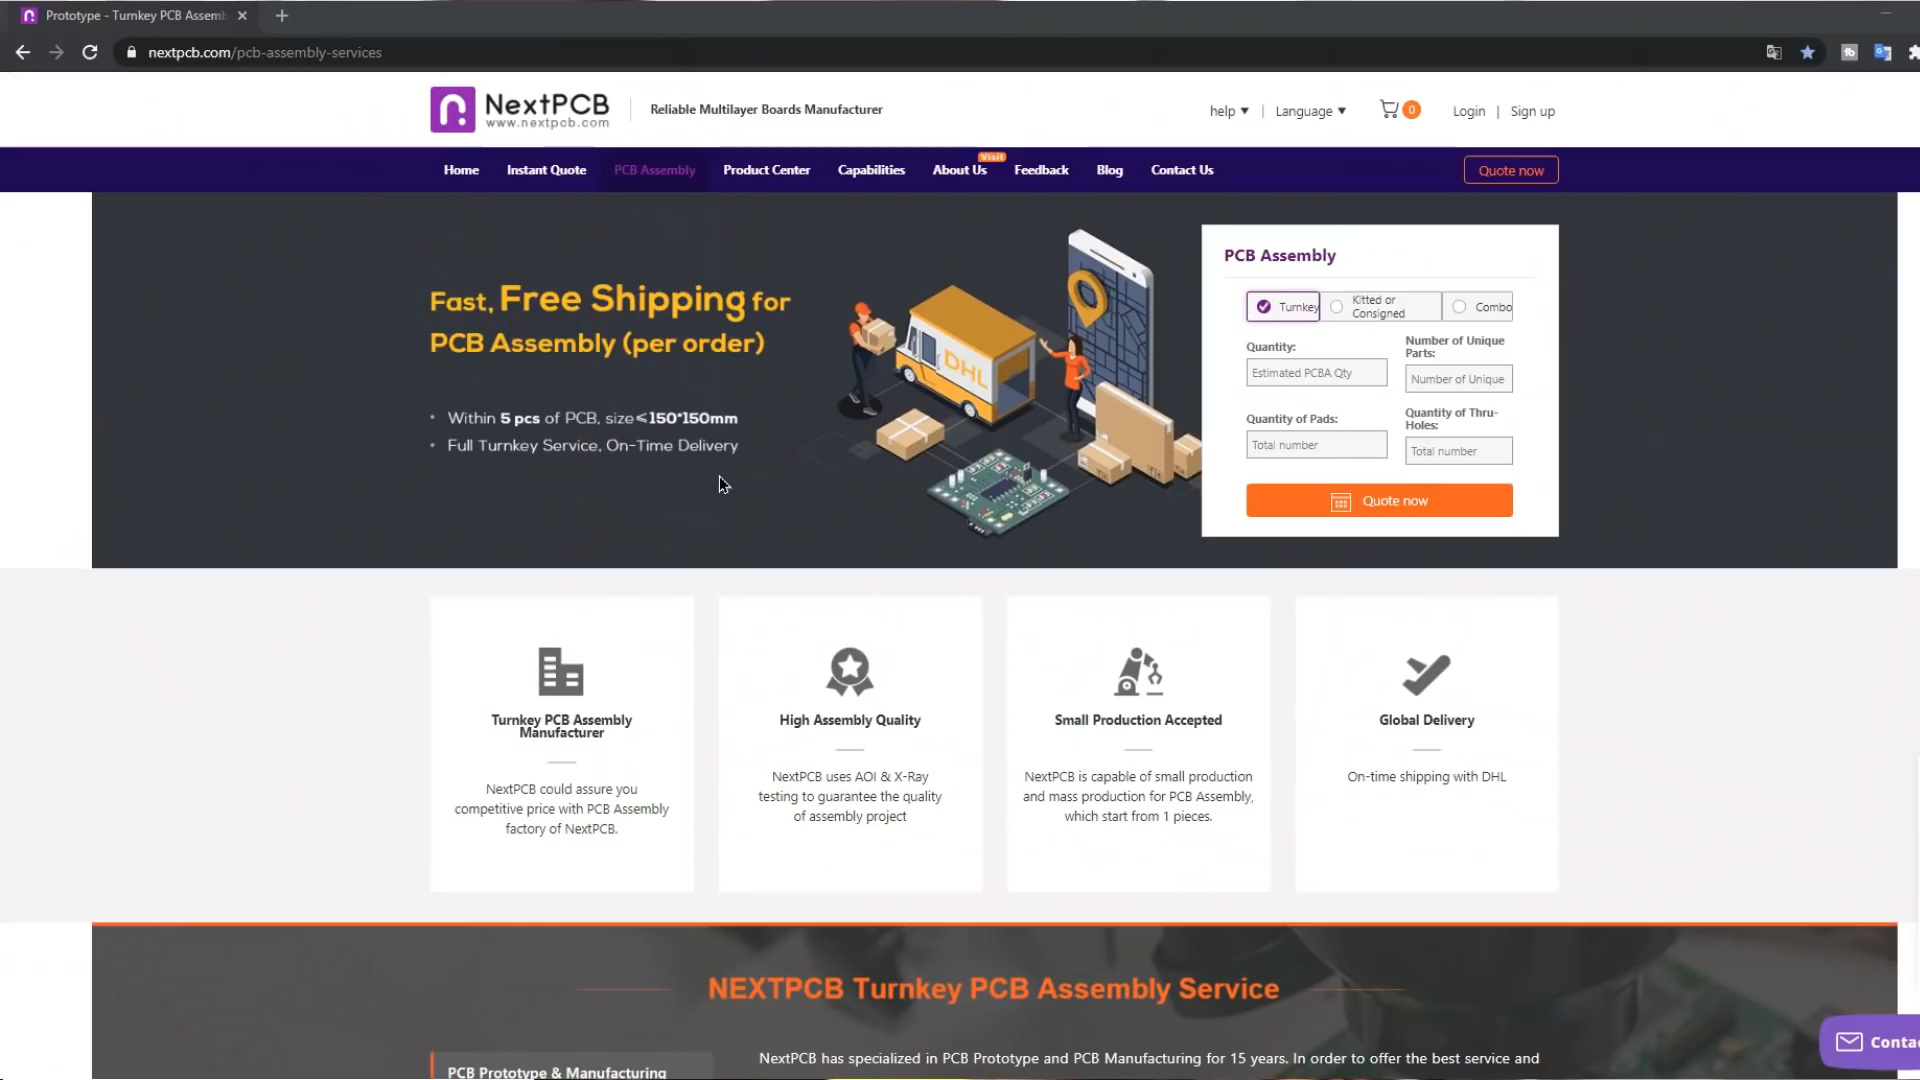 Prototype - Turnkey PCB Assemb
nextpcb.com/pcb-assembly-services
NextPCB
www.nextpcb.com
Reliable Multilayer Boards Manufacturer
help ▼ | Language ▼ 0 Login | Sign up
Home Instant Quote PCB Assembly Product Center Capabilities About Us Visit Feedback Blog Contact Us Quote now
Fast, Free Shipping for
PCB Assembly (per order)
• Within 5 pcs of PCB, size≤150*150mm
• Full Turnkey Service, On-Time Delivery
DHL
PCB Assembly
Turnkey
Kitted or
Consigned
Combo
Quantity:
Estimated PCBA Qty
Number of Unique
Parts:
Number of Unique
Quantity of Pads:
Total number
Quantity of Thru-
Holes:
Total number
Quote now
Turnkey PCB Assembly
Manufacturer
NextPCB could assure you
competitive price with PCB Assembly
factory of NextPCB.
High Assembly Quality
NextPCB uses AOI & X-Ray
testing to guarantee the quality
of assembly project
Small Production Accepted
NextPCB is capable of small production
and mass production for PCB Assembly,
which start from 1 pieces.
Global Delivery
On-time shipping with DHL
NEXTPCB Turnkey PCB Assembly Service
PCB Prototype & Manufacturing
NextPCB has specialized in PCB Prototype and PCB Manufacturing for 15 years. In order to offer the best service and
Contac